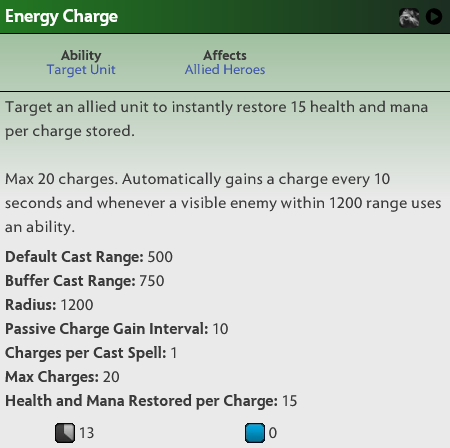 Energy Charge
Ability
Affects
Target Unit
Allied Heroes
Target an allied unit to instantly restore 15 health and mana
per charge stored.
Max 20 charges. Automatically gains a charge every 10
seconds and whenever a visible enemy within 1200 range uses
an ability.
Default Cast Range: 500
Buffer Cast Range: 750
Radius: 1200
Passive Charge Gain Interval: 10
Charges per Cast Spell: 1
Max Charges: 20
Health and Mana Restored per Charge: 15
13
0